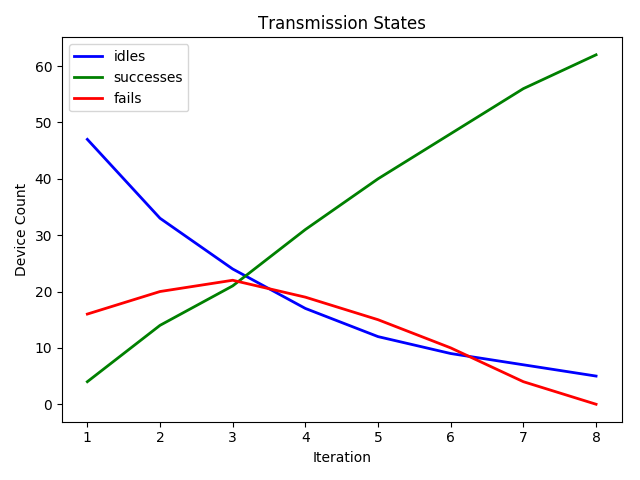 Transmission States
idles
successes
fails
Device Count
60
50
40
30
20
10
0
1 2 3 4 5 6 7 8
Iteration